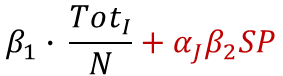 β₁ · Tot_I / N + α_J β₂ SP